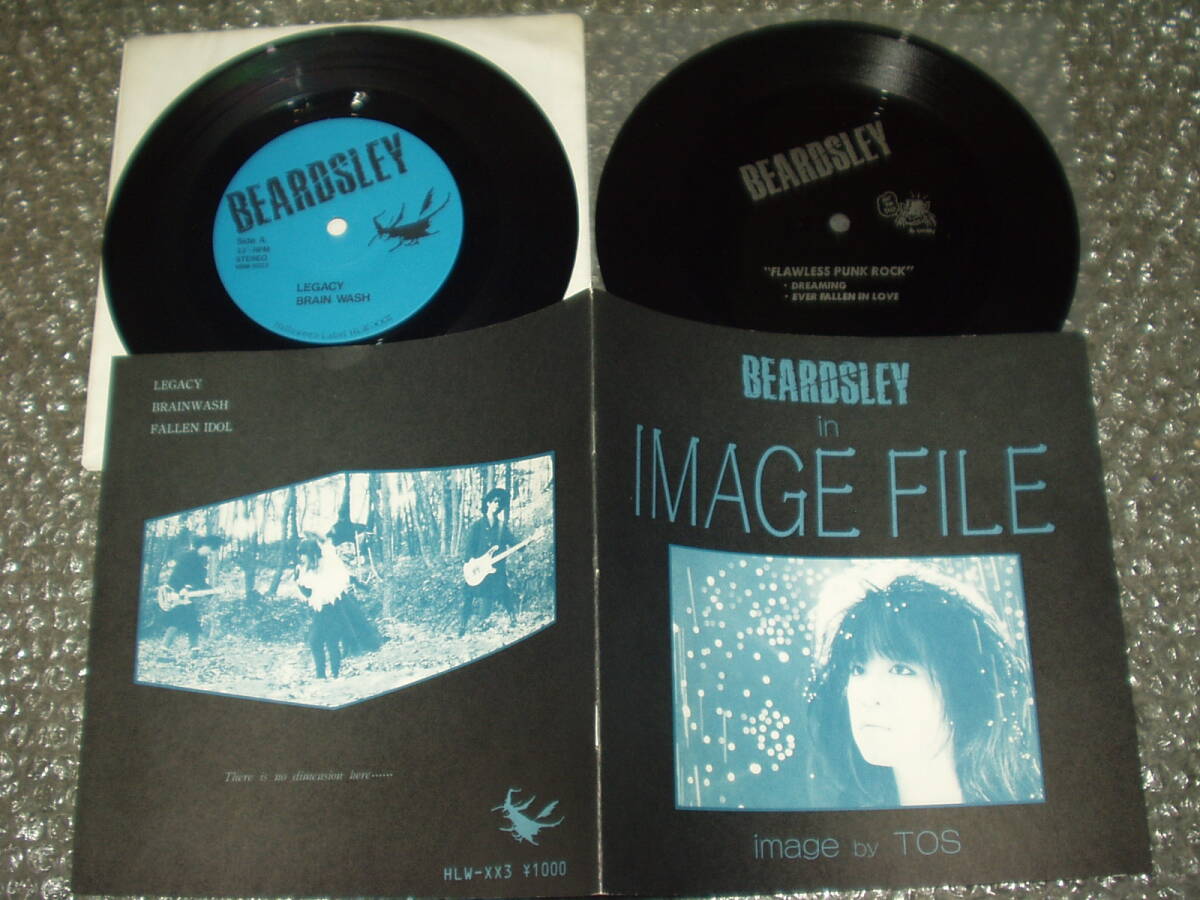 BEARDSLEY
Side A.
STEREO
LEGACY
BRAIN WASH
BEARDSLEY
"FLAWLESS PUNK ROCK"
• DREAMING
• EVER FALLEN IN LOVE
LEGACY
BRAINWASH
FALLEN IDOL
There is no dimension here……
HLW-XX3 ¥1000
BEARDSLEY
in
IMAGE FILE
image by TOS